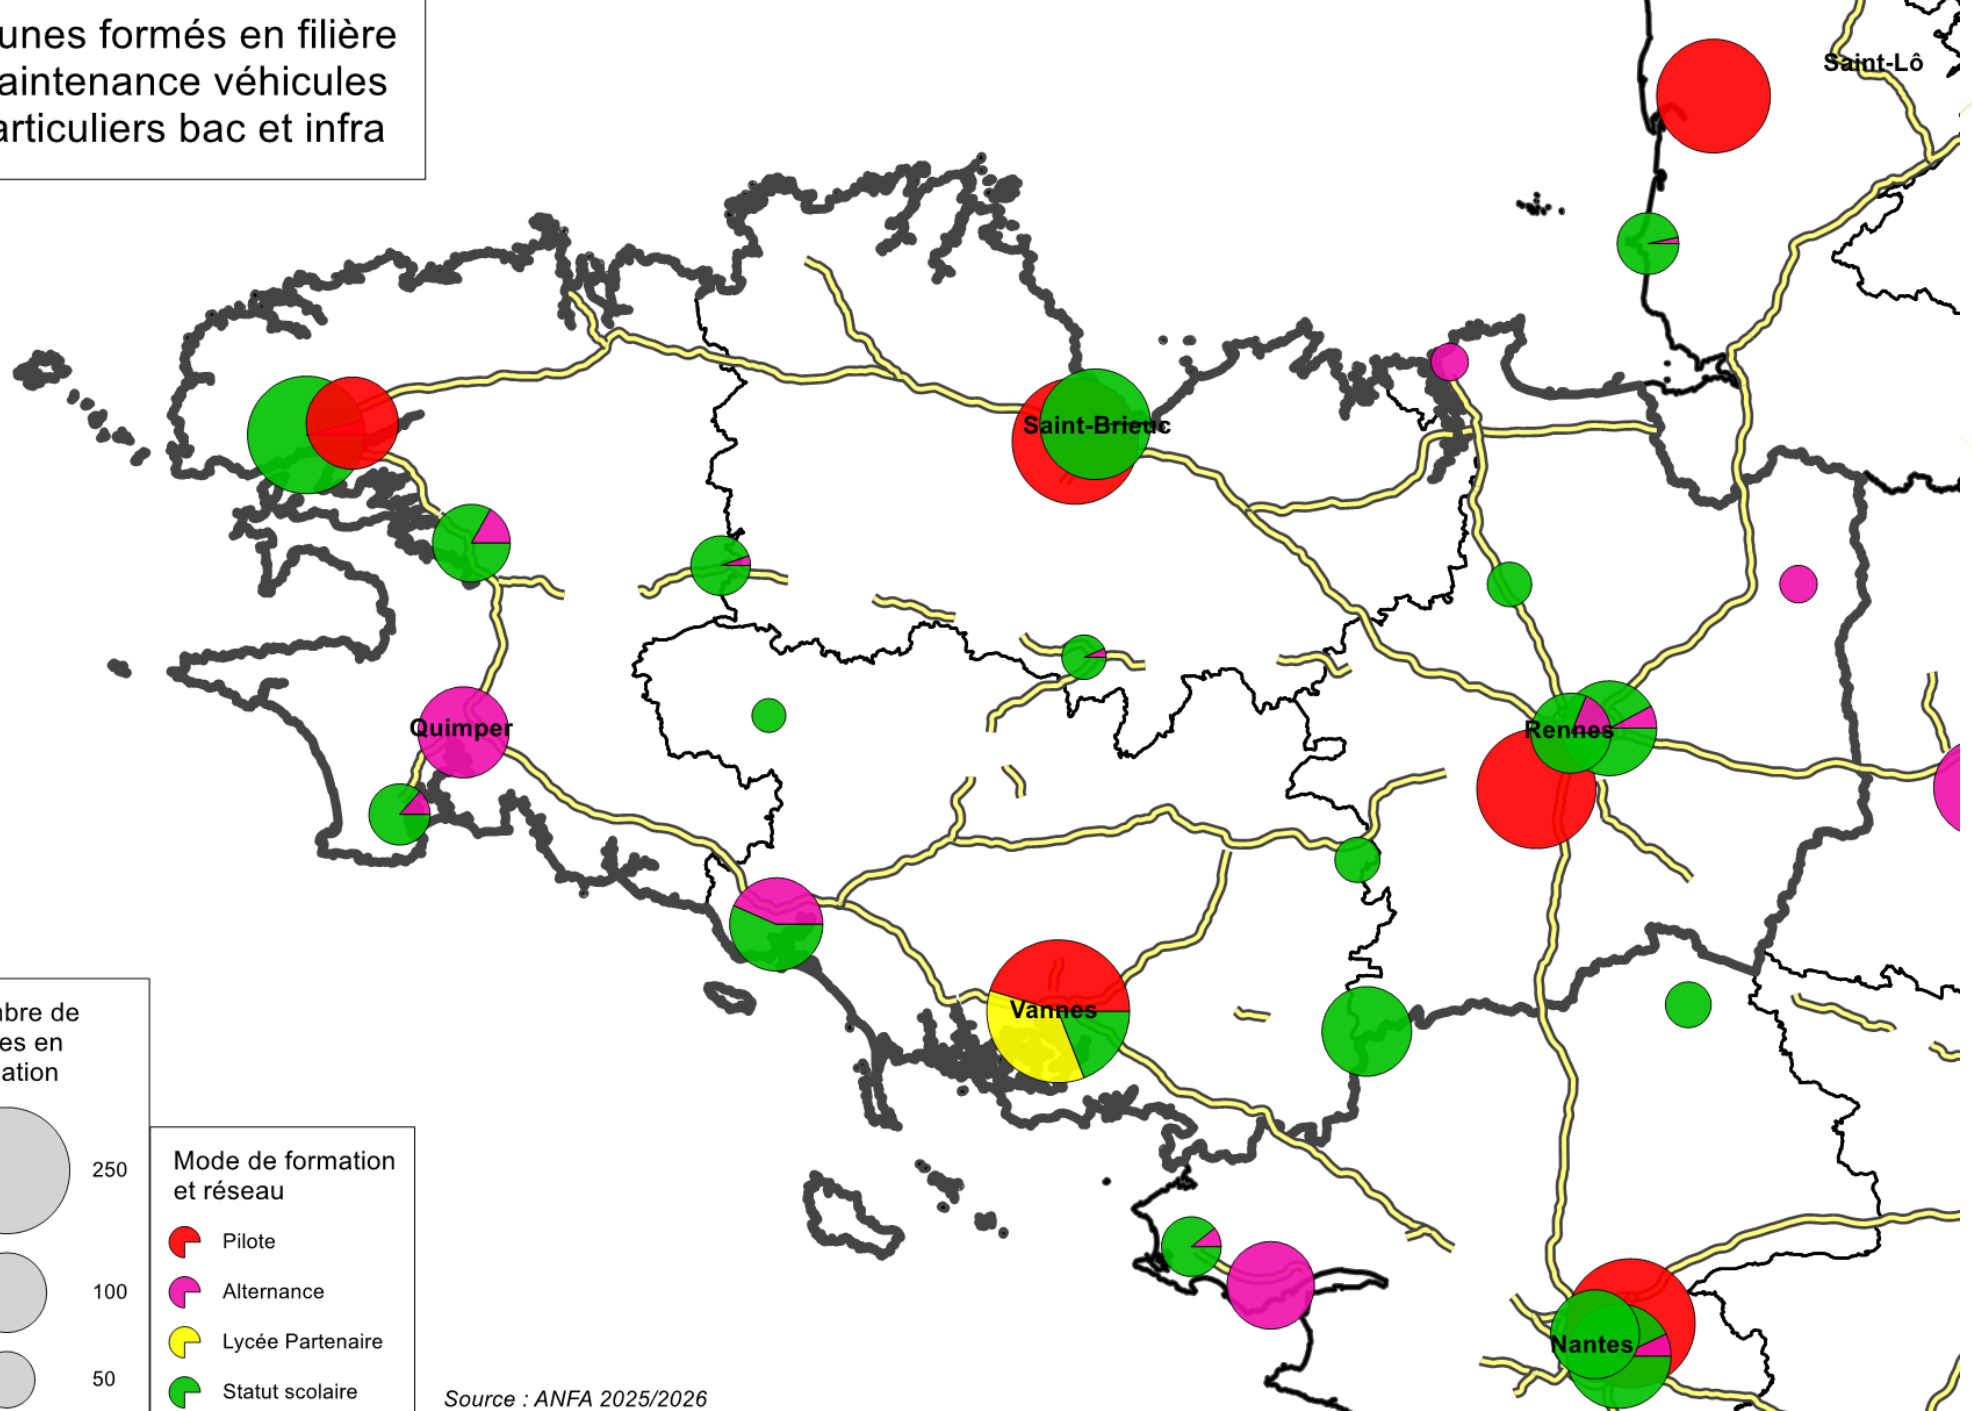 unes formés en filière
aintenance véhicules
articuliers bac et infra
Saint-Lô
Saint-Brieuc
Quimper
Rennes
Vannes
Nantes
bre de
es en
ation
250
100
50
Mode de formation
et réseau
Pilote
Alternance
Lycée Partenaire
Statut scolaire
Source : ANFA 2025/2026